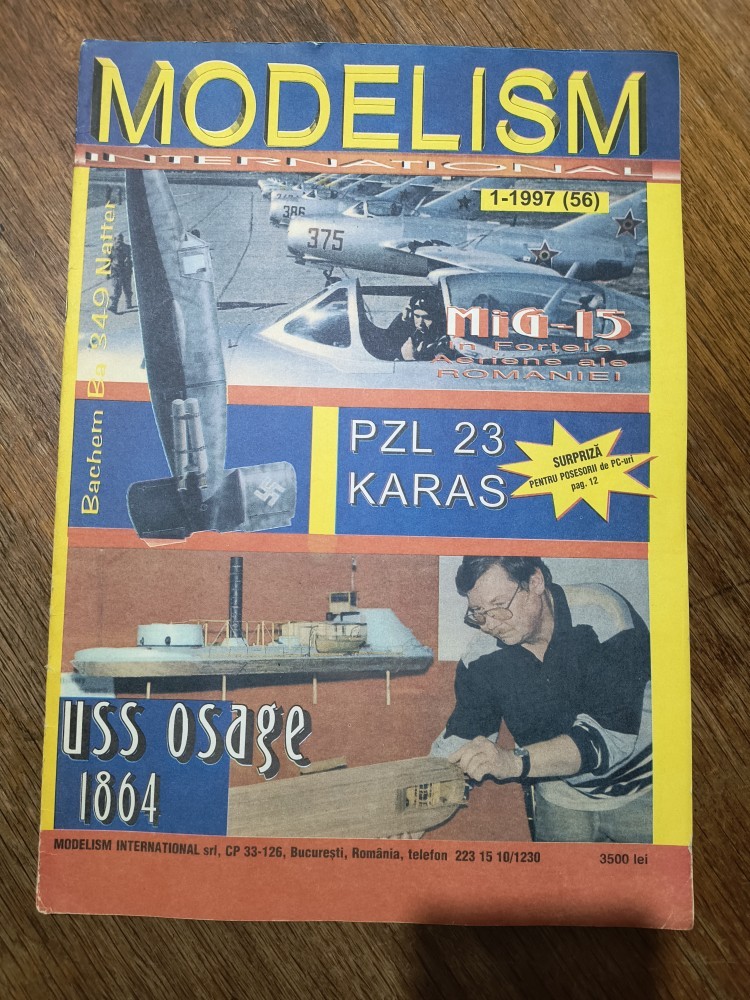 MODELISM
INTERNAȚIONAL
1-1997 (56)
386
375
Bachem Ba 349 Natter
MiG-15
în Forțele
Aeriene ale
ROMANIEI
PZL 23
KARAS
SURPRIZĂ
PENTRU POSESORII de PC-uri
pag. 12
USS OSAGE
1864
MODELISM INTERNATIONAL srl, CP 33-126, București, România, telefon 223 15 10/1230
3500 lei